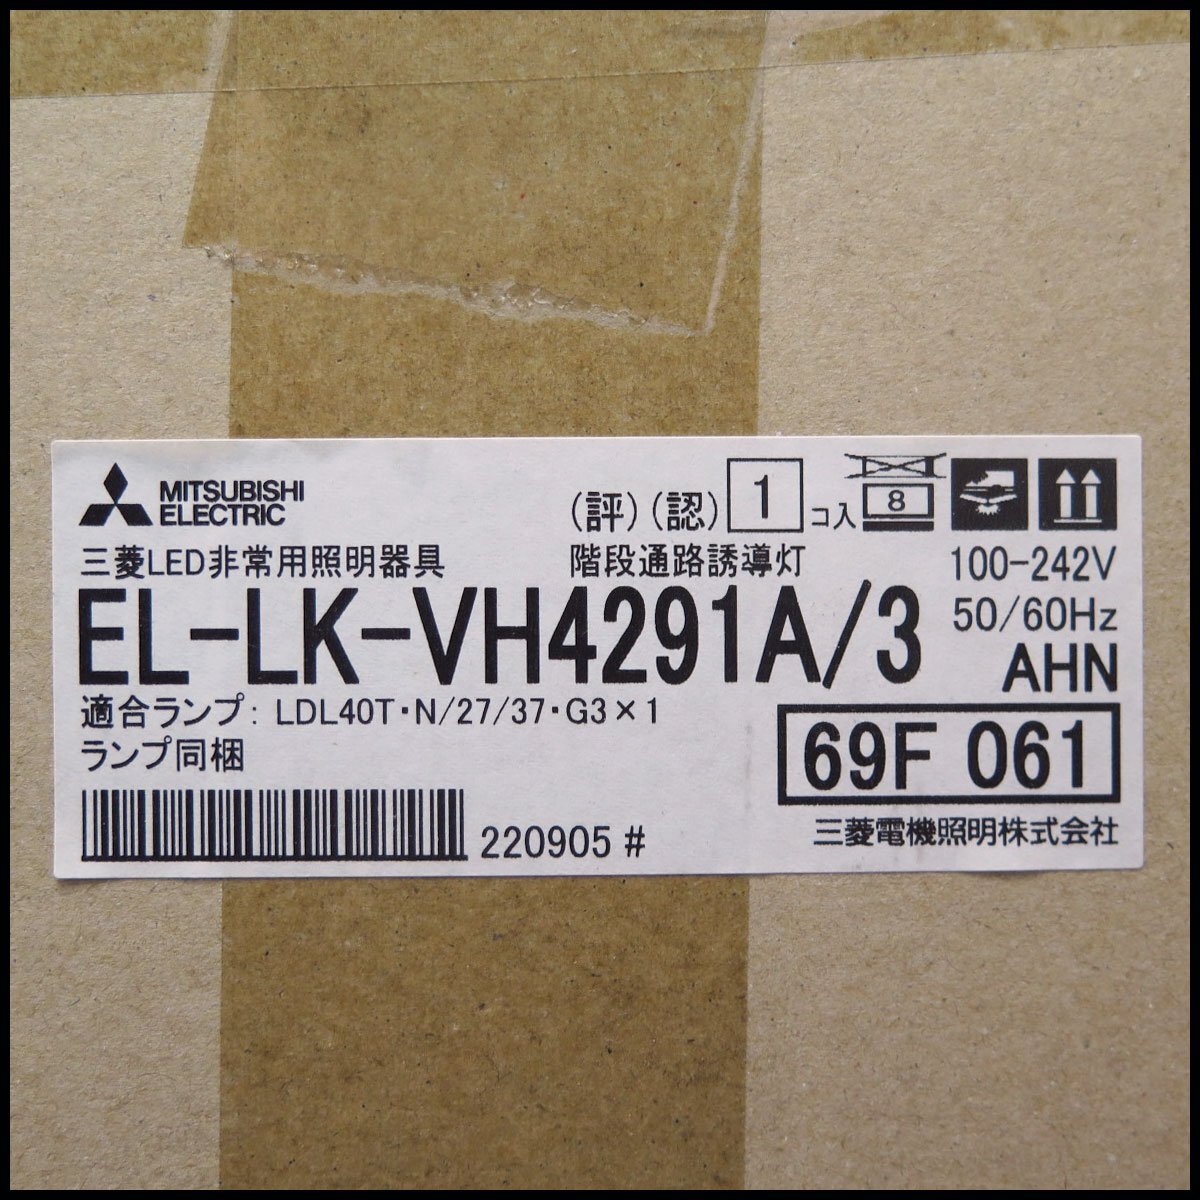 MITSUBISHI
ELECTRIC
(評)(認) 1 コ入 8
三菱LED非常用照明器具 階段通路誘導灯 100-242V
EL-LK-VH4291A/3 50/60Hz
AHN
適合ランプ: LDL40T・N/27/37・G3×1
ランプ同梱
69F 061
220905 #
三菱電機照明株式会社